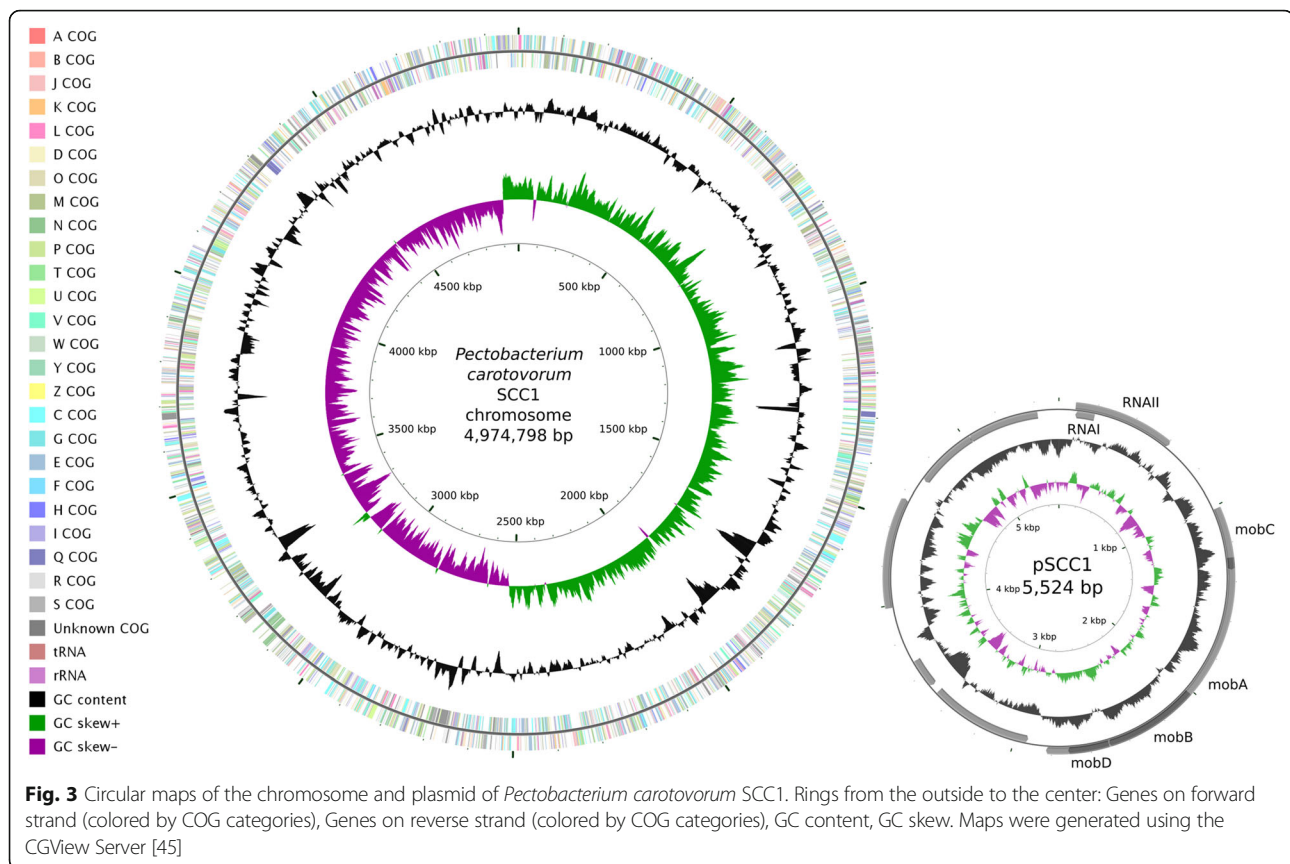 A COG
B COG
J COG
K COG
L COG
D COG
O COG
M COG
N COG
P COG
T COG
U COG
V COG
W COG
Y COG
Z COG
C COG
G COG
E COG
F COG
H COG
I COG
Q COG
R COG
S COG
Unknown COG
tRNA
rRNA
GC content
GC skew+
GC skew-
500 kbp
1000 kbp
1500 kbp
2000 kbp
2500 kbp
3000 kbp
3500 kbp
4000 kbp
4500 kbp
Pectobacterium
carotovorum
SCC1
chromosome
4,974,798 bp
RNAII
RNAI
mobC
mobA
mobB
mobD
1 kbp
2 kbp
3 kbp
4 kbp
5 kbp
pSCC1
5,524 bp
Fig. 3 Circular maps of the chromosome and plasmid of Pectobacterium carotovorum SCC1. Rings from the outside to the center: Genes on forward
strand (colored by COG categories), Genes on reverse strand (colored by COG categories), GC content, GC skew. Maps were generated using the
CGView Server [45]